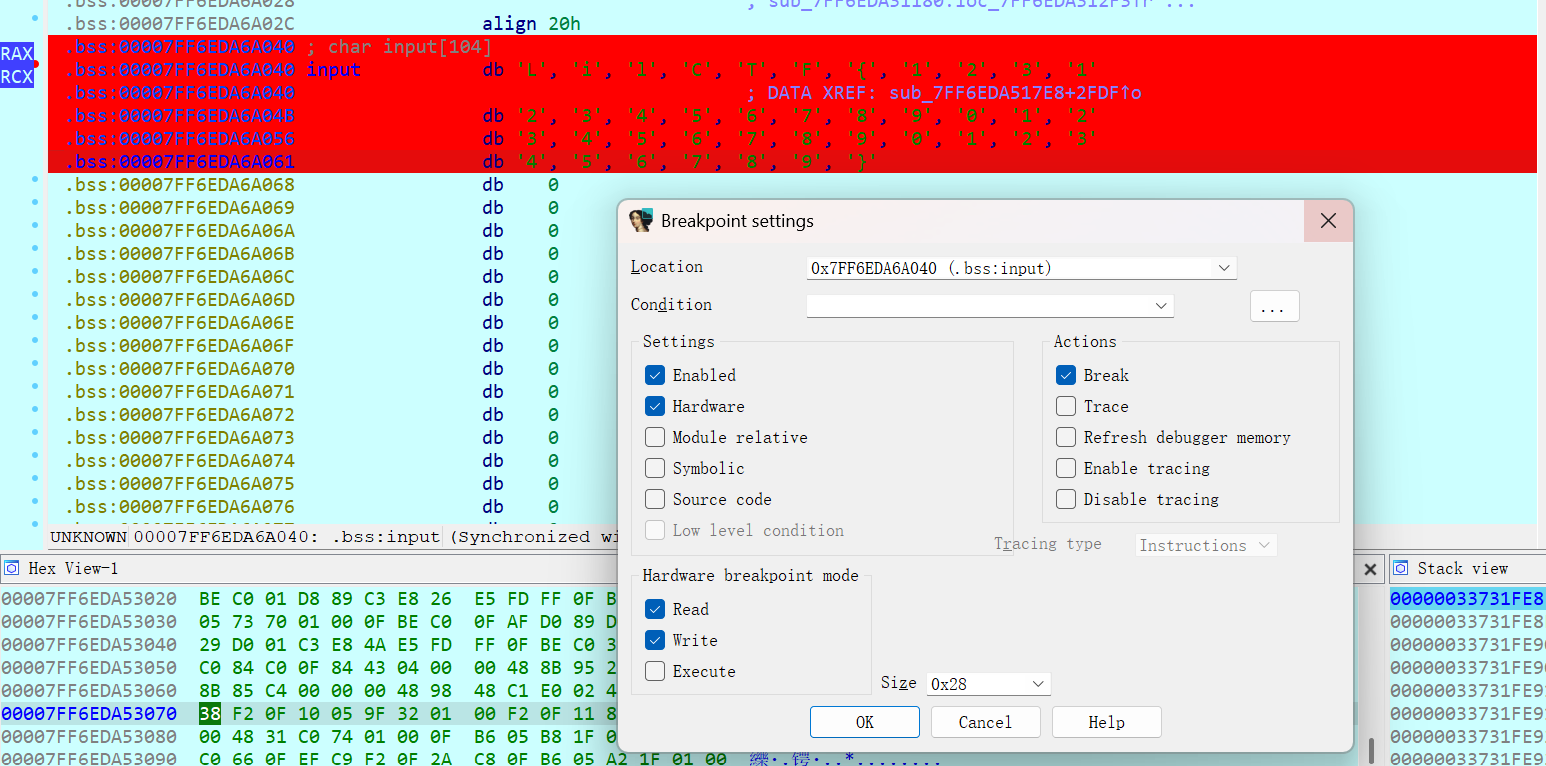 .bss:00007FF6EDA6A028 ; sub_7FF6EDA51180:loc_7FF6EDA512F3↑r ...
.bss:00007FF6EDA6A02C align 20h
RAX .bss:00007FF6EDA6A040 ; char input[104]
RCX .bss:00007FF6EDA6A040 input db 'L', 'i', 'l', 'C', 'T', 'F', '{', '1', '2', '3', '1'
.bss:00007FF6EDA6A040 ; DATA XREF: sub_7FF6EDA517E8+2FDF↑o
.bss:00007FF6EDA6A04B db '2', '3', '4', '5', '6', '7', '8', '9', '0', '1', '2'
.bss:00007FF6EDA6A056 db '3', '4', '5', '6', '7', '8', '9', '0', '1', '2', '3'
.bss:00007FF6EDA6A061 db '4', '5', '6', '7', '8', '9', '}'
.bss:00007FF6EDA6A068 db 0
.bss:00007FF6EDA6A069 db 0
.bss:00007FF6EDA6A06A db 0
.bss:00007FF6EDA6A06B db 0
.bss:00007FF6EDA6A06C db 0
.bss:00007FF6EDA6A06D db 0
.bss:00007FF6EDA6A06E db 0
.bss:00007FF6EDA6A06F db 0
.bss:00007FF6EDA6A070 db 0
.bss:00007FF6EDA6A071 db 0
.bss:00007FF6EDA6A072 db 0
.bss:00007FF6EDA6A073 db 0
.bss:00007FF6EDA6A074 db 0
.bss:00007FF6EDA6A075 db 0
.bss:00007FF6EDA6A076 db 0
UNKNOWN 00007FF6EDA6A040: .bss:input (Synchronized wi
Breakpoint settings
Location 0x7FF6EDA6A040 (.bss:input)
Condition ...
Settings
Enabled
Hardware
Module relative
Symbolic
Source code
Low level condition
Actions
Break
Trace
Refresh debugger memory
Enable tracing
Disable tracing
Tracing type Instructions
Hardware breakpoint mode
Read
Write
Execute
Size 0x28
OK Cancel Help
Hex View-1
00007FF6EDA53020 BE C0 01 D8 89 C3 E8 26 E5 FD FF 0F B
00007FF6EDA53030 05 73 70 01 00 0F BE C0 0F AF D0 89 D
00007FF6EDA53040 29 D0 01 C3 E8 4A E5 FD FF 0F BE C0 3
00007FF6EDA53050 C0 84 C0 0F 84 43 04 00 00 48 8B 95 2
00007FF6EDA53060 8B 85 C4 00 00 00 48 98 48 C1 E0 02 4
00007FF6EDA53070 38 F2 0F 10 05 9F 32 01 00 F2 0F 11 8
00007FF6EDA53080 00 48 31 C0 74 01 00 0F B6 05 B8 1F 0
00007FF6EDA53090 C0 66 0F EF C9 F2 0F 2A C8 0F B6 05 A2 1F 01 00
Stack view
00000033731FE8
00000033731FE8
00000033731FE9
00000033731FE9
00000033731FE9
00000033731FE9
00000033731FE9
00000033731FE9